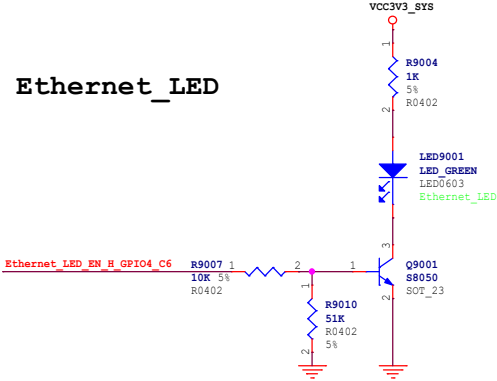 VCC3V3_SYS
1
R9004
1K
5%
R0402
2
Ethernet_LED
LED9001
LED_GREEN
LED0603
Ethernet_LED
Ethernet_LED_EN_H_GPIO4_C6
R9007
10K 5%
R0402
1
2
1
3
Q9001
S8050
SOT_23
2
1
R9010
51K
R0402
5%
2